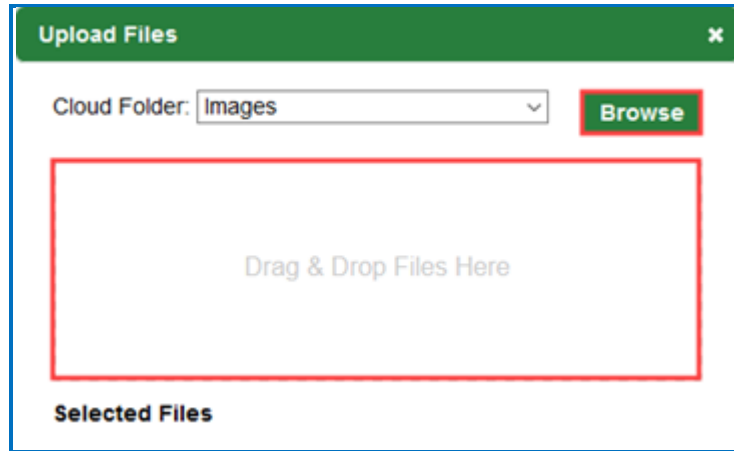 Upload Files
Cloud Folder: Images
Browse
Drag & Drop Files Here
Selected Files